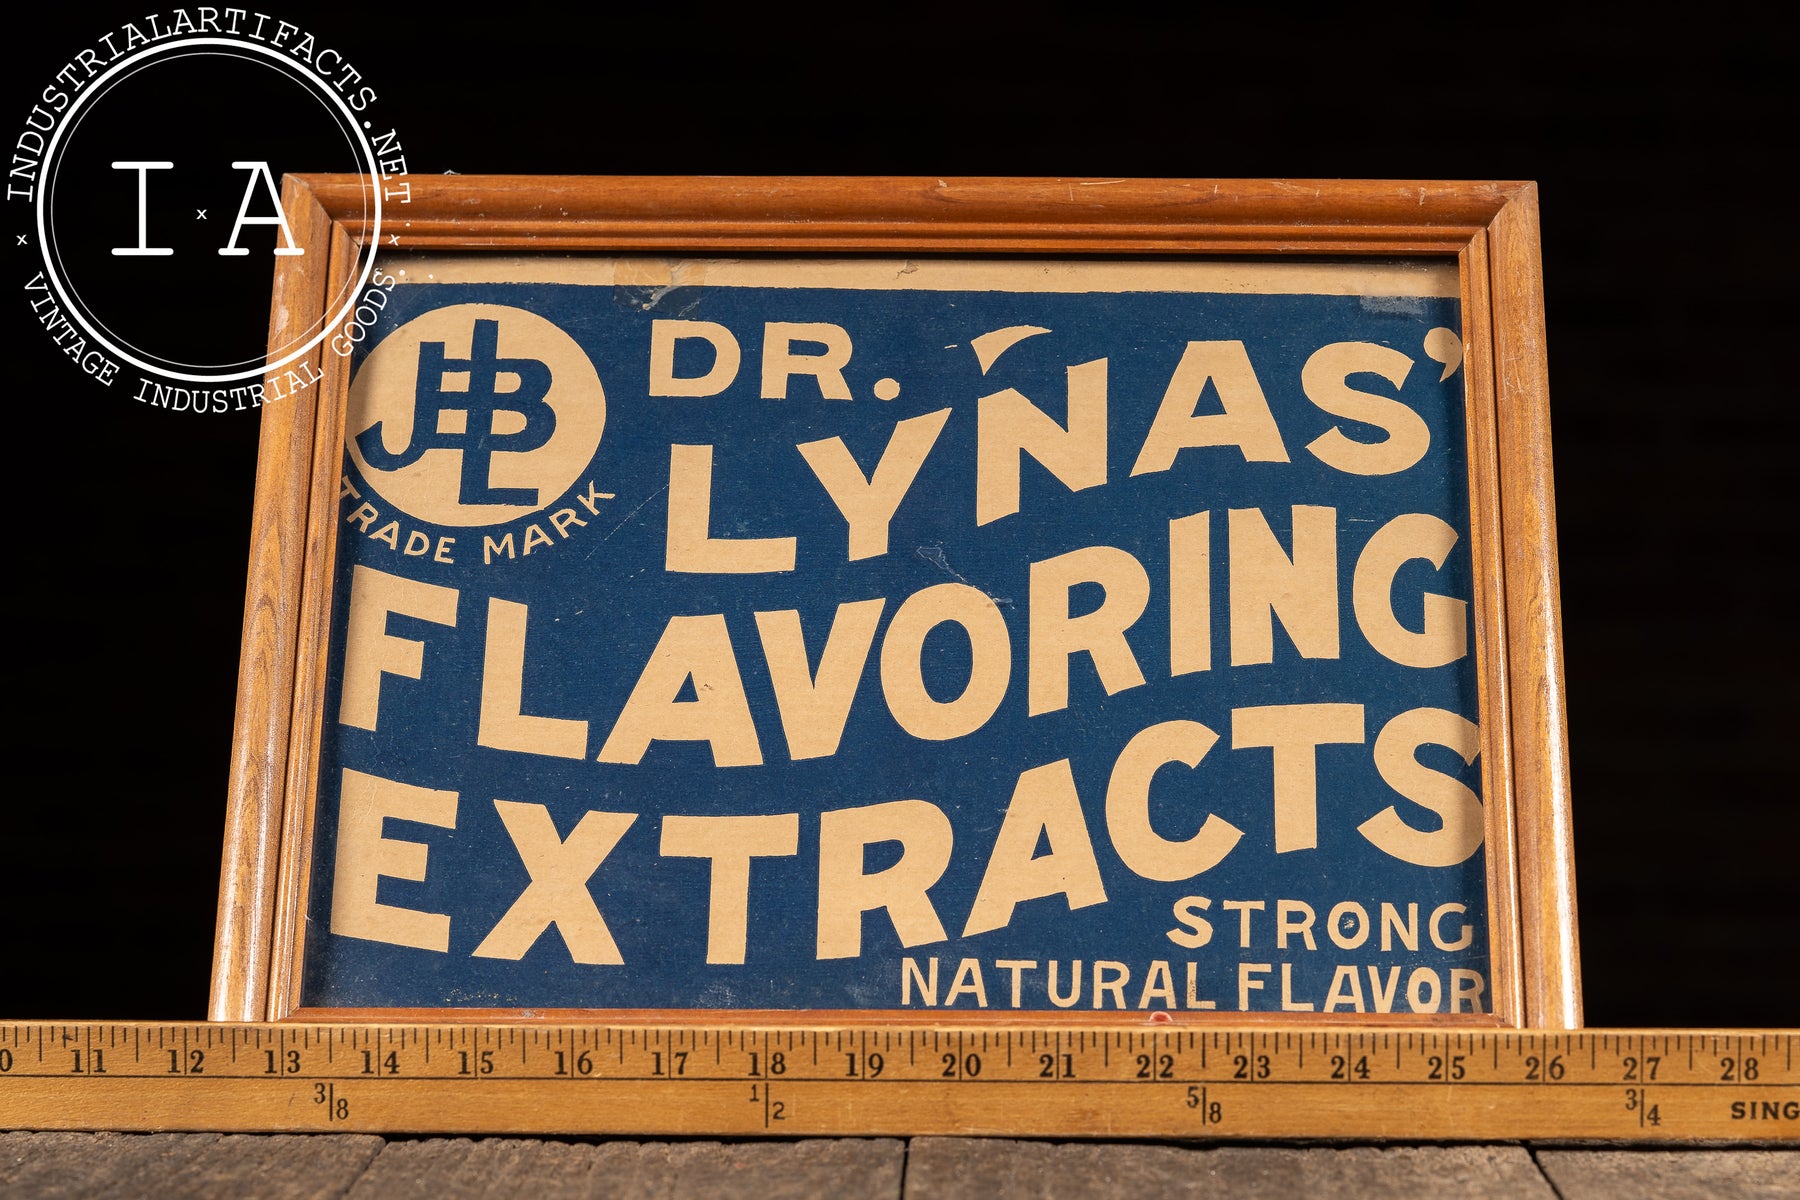 INDUSTRIALARTIFACTS.NET.
I x A
x x
VINTAGE INDUSTRIAL GOODS.
JBL
TRADE MARK
DR.
LYNAS'
FLAVORING
EXTRACTS
STRONG
NATURAL FLAVOR
0 11 12 13 14 15 16 17 18 19 20 21 22 23 24 25 26 27 28
3/8 1/2 5/8 3/4 SING